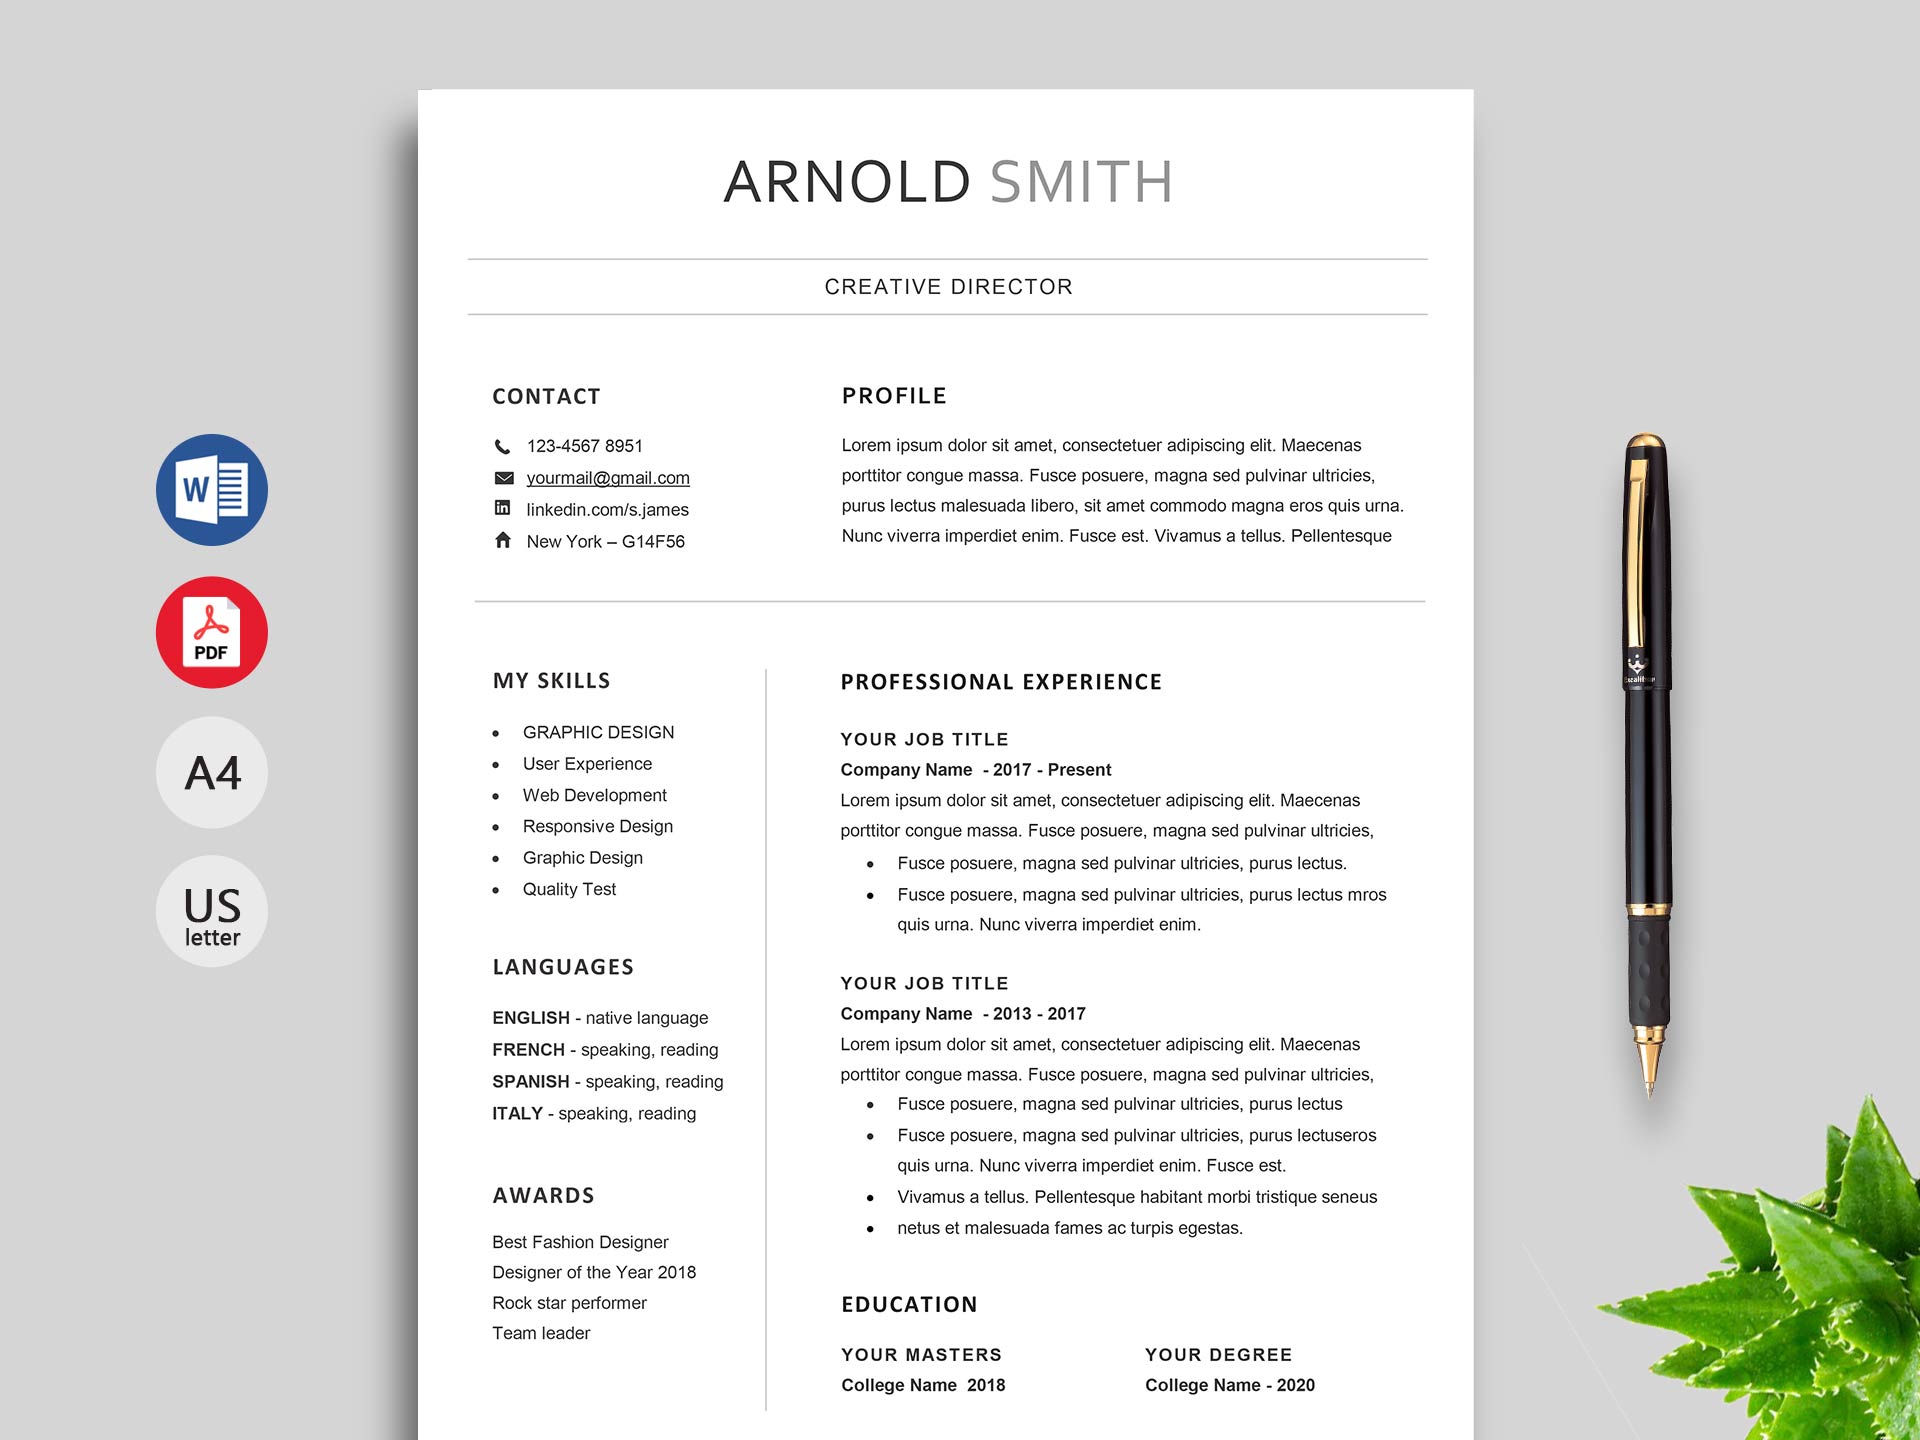 ARNOLD SMITH
CREATIVE DIRECTOR
CONTACT
123-4567 8951
yourmail@gmail.com
linkedin.com/s.james
New York – G14F56
PROFILE
Lorem ipsum dolor sit amet, consectetuer adipiscing elit. Maecenas
porttitor congue massa. Fusce posuere, magna sed pulvinar ultricies,
purus lectus malesuada libero, sit amet commodo magna eros quis urna.
Nunc viverra imperdiet enim. Fusce est. Vivamus a tellus. Pellentesque
MY SKILLS
• GRAPHIC DESIGN
• User Experience
• Web Development
• Responsive Design
• Graphic Design
• Quality Test
LANGUAGES
ENGLISH - native language
FRENCH - speaking, reading
SPANISH - speaking, reading
ITALY - speaking, reading
AWARDS
Best Fashion Designer
Designer of the Year 2018
Rock star performer
Team leader
PROFESSIONAL EXPERIENCE
YOUR JOB TITLE
Company Name - 2017 - Present
Lorem ipsum dolor sit amet, consectetuer adipiscing elit. Maecenas
porttitor congue massa. Fusce posuere, magna sed pulvinar ultricies,
• Fusce posuere, magna sed pulvinar ultricies, purus lectus.
• Fusce posuere, magna sed pulvinar ultricies, purus lectus mros
quis urna. Nunc viverra imperdiet enim.
YOUR JOB TITLE
Company Name - 2013 - 2017
Lorem ipsum dolor sit amet, consectetuer adipiscing elit. Maecenas
porttitor congue massa. Fusce posuere, magna sed pulvinar ultricies,
• Fusce posuere, magna sed pulvinar ultricies, purus lectus
• Fusce posuere, magna sed pulvinar ultricies, purus lectuseros
quis urna. Nunc viverra imperdiet enim. Fusce est.
• Vivamus a tellus. Pellentesque habitant morbi tristique seneus
• netus et malesuada fames ac turpis egestas.
EDUCATION
YOUR MASTERS
College Name 2018
YOUR DEGREE
College Name - 2020
W
PDF
A4
US
letter
Excalibur